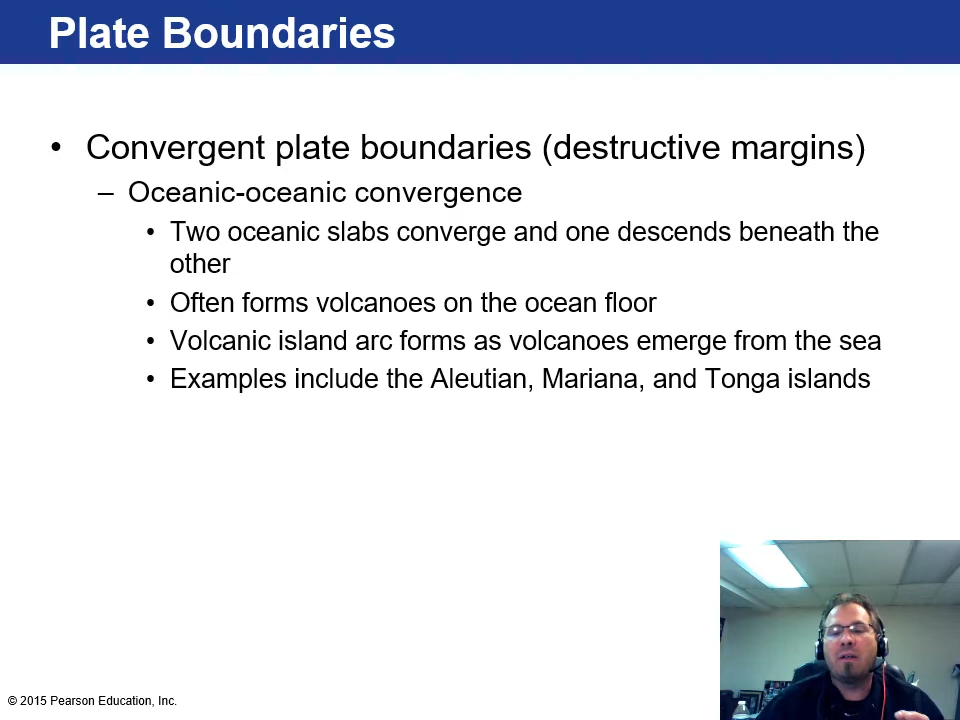 Plate Boundaries
• Convergent plate boundaries (destructive margins)
– Oceanic-oceanic convergence
• Two oceanic slabs converge and one descends beneath the
other
• Often forms volcanoes on the ocean floor
• Volcanic island arc forms as volcanoes emerge from the sea
• Examples include the Aleutian, Mariana, and Tonga islands
© 2015 Pearson Education, Inc.